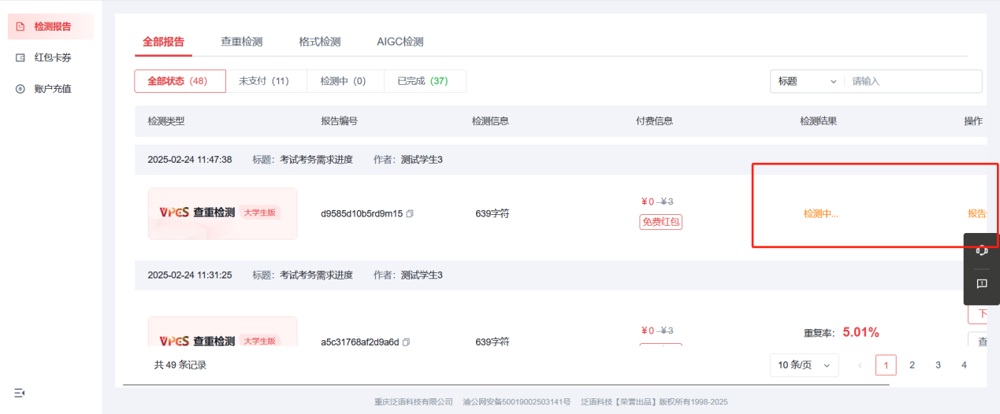 检测报告
红包卡券
账户充值
全部报告 查重检测 格式检测 AIGC检测
全部状态 (48) 未支付 (11) 检测中 (0) 已完成 (37) 标题 请输入
检测类型 报告编号 检测信息 付费信息 检测结果 操作
2025-02-24 11:47:38 标题: 考试考务需求进度 作者: 测试学生3
VPCS 查重检测 大学生版 d9585d10b5rd9m15 639字符 ¥0 ¥3 检测中... 报告
免费红包
2025-02-24 11:31:25 标题: 考试考务需求进度 作者: 测试学生3
VPCS 查重检测 大学生版 a5c31768af2d9a6d 639字符 ¥0 ¥3 重复率: 5.01% 下
查
共 49 条记录 10 条/页 1 2 3 4
重庆泛语科技有限公司 渝公网安备50019002503141号 泛语科技【荣誉出品】版权所有1998-2025